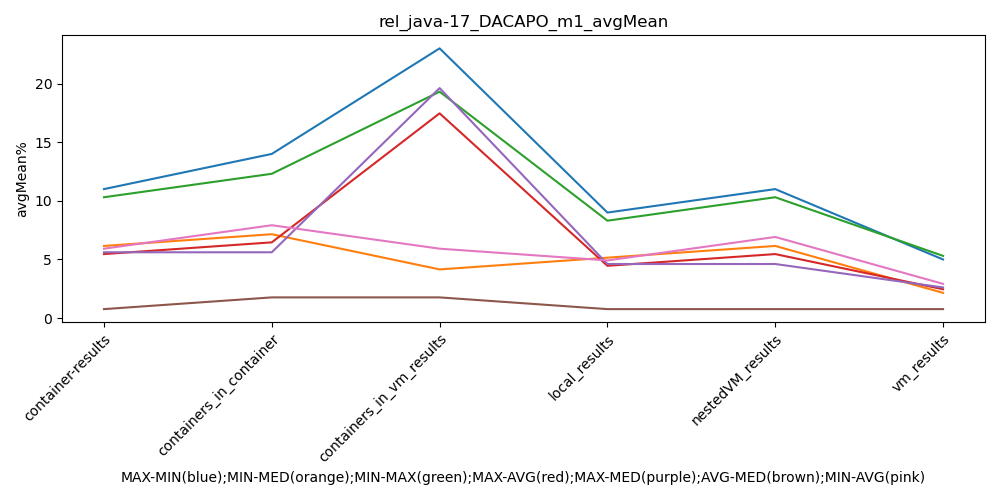 rel_java-17_DACAPO_m1_avgMean
avgMean%
20
15
10
5
0
container-results
containers_in_container
containers_in_vm_results
local_results
nestedVM_results
vm_results
MAX-MIN(blue);MIN-MED(orange);MIN-MAX(green);MAX-AVG(red);MAX-MED(purple);AVG-MED(brown);MIN-AVG(pink)